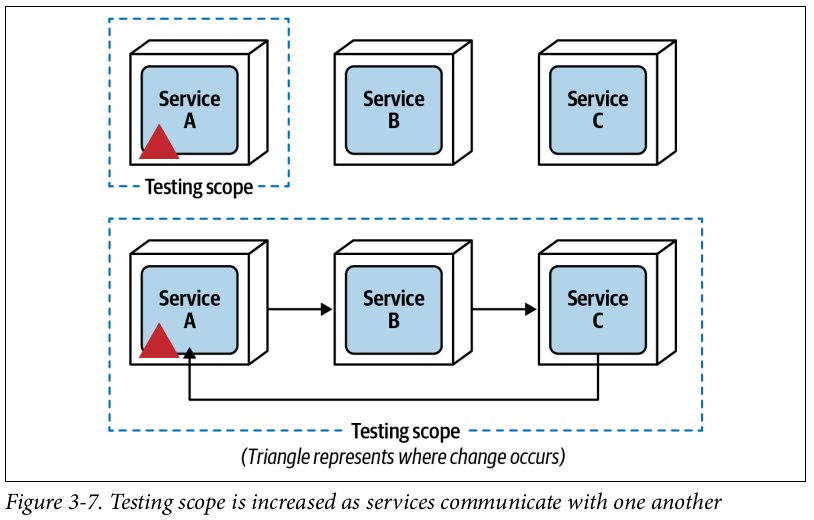 Service
A
Service
B
Service
C
Testing scope
Service
A
Service
B
Service
C
Testing scope
(Triangle represents where change occurs)
Figure 3-7. Testing scope is increased as services communicate with one another